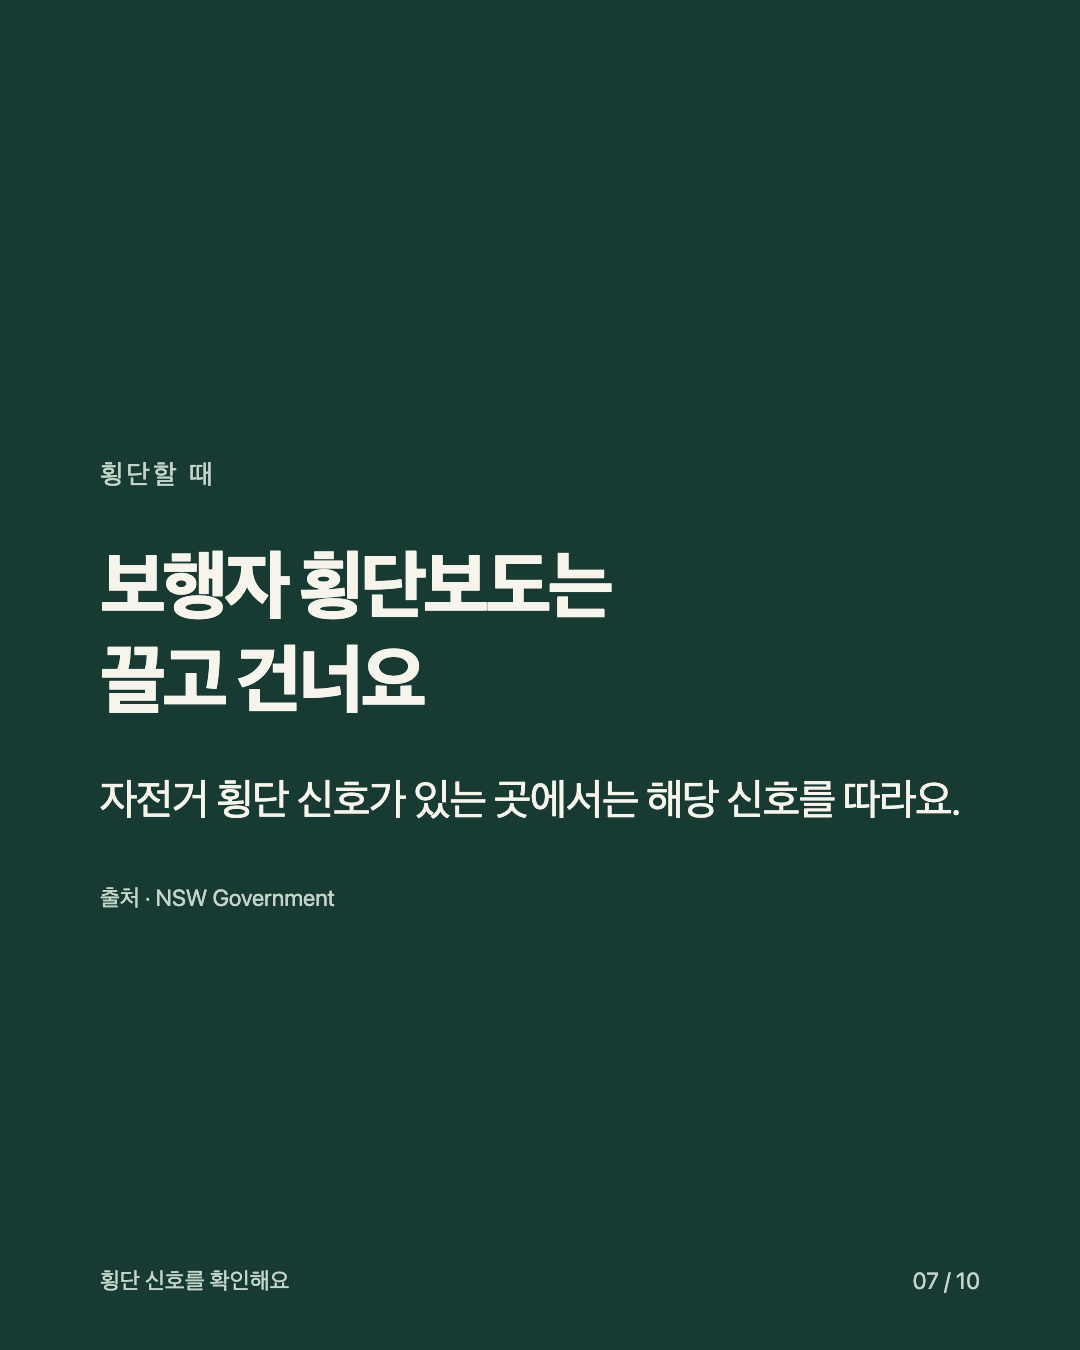 횡단할 때
보행자 횡단보도는
끌고 건너요
자전거 횡단 신호가 있는 곳에서는 해당 신호를 따라요.
출처 · NSW Government
횡단 신호를 확인해요
07 / 10